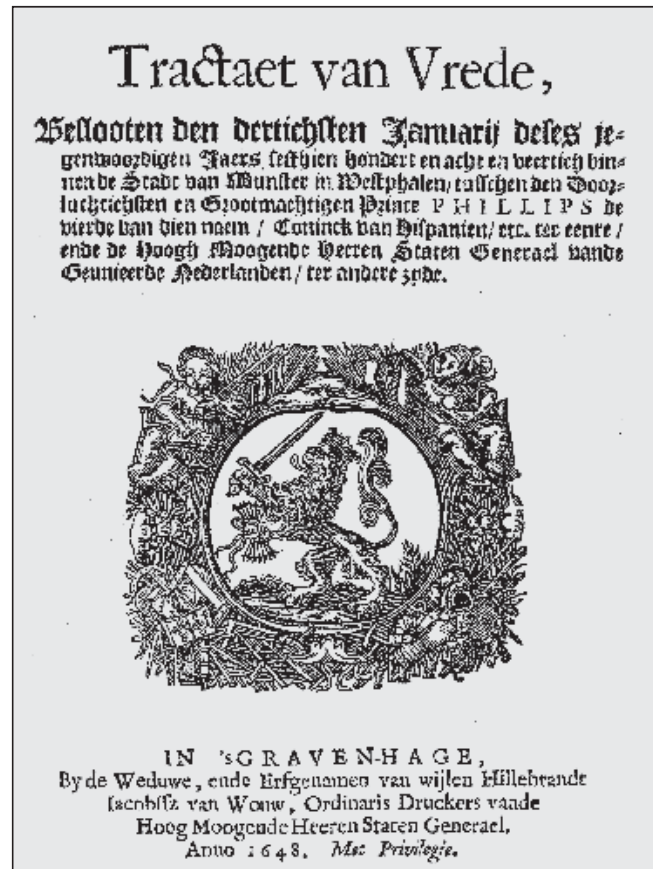 Tractaet van Vrede,
Beslooten den dertichsten Januarij deses je-
genwoordigen Jaers, sesthien hondert en acht en veertich bin-
nen de Stadt van Munster in Westphalen/ tusschen den Door-
luchtichsten en Grootmachtigen Prince PHILLIPS de
vierde van dien naem / Coninck van Hispanien/ etc. ter eenre /
ende de Hoogh Moogende Heeren Staten Generael vande
Geunieerde Nederlanden / ter andere zyde.
IN 'sGRAVEN-HAGE,
By de Weduwe, ende Erfgenamen van wijlen Hillebrandt
Iacobssz van Wouw, Ordinaris Druckers vande
Hoog Moogende Heeren Staten Generael.
Anno 1648. Met Privilegie.